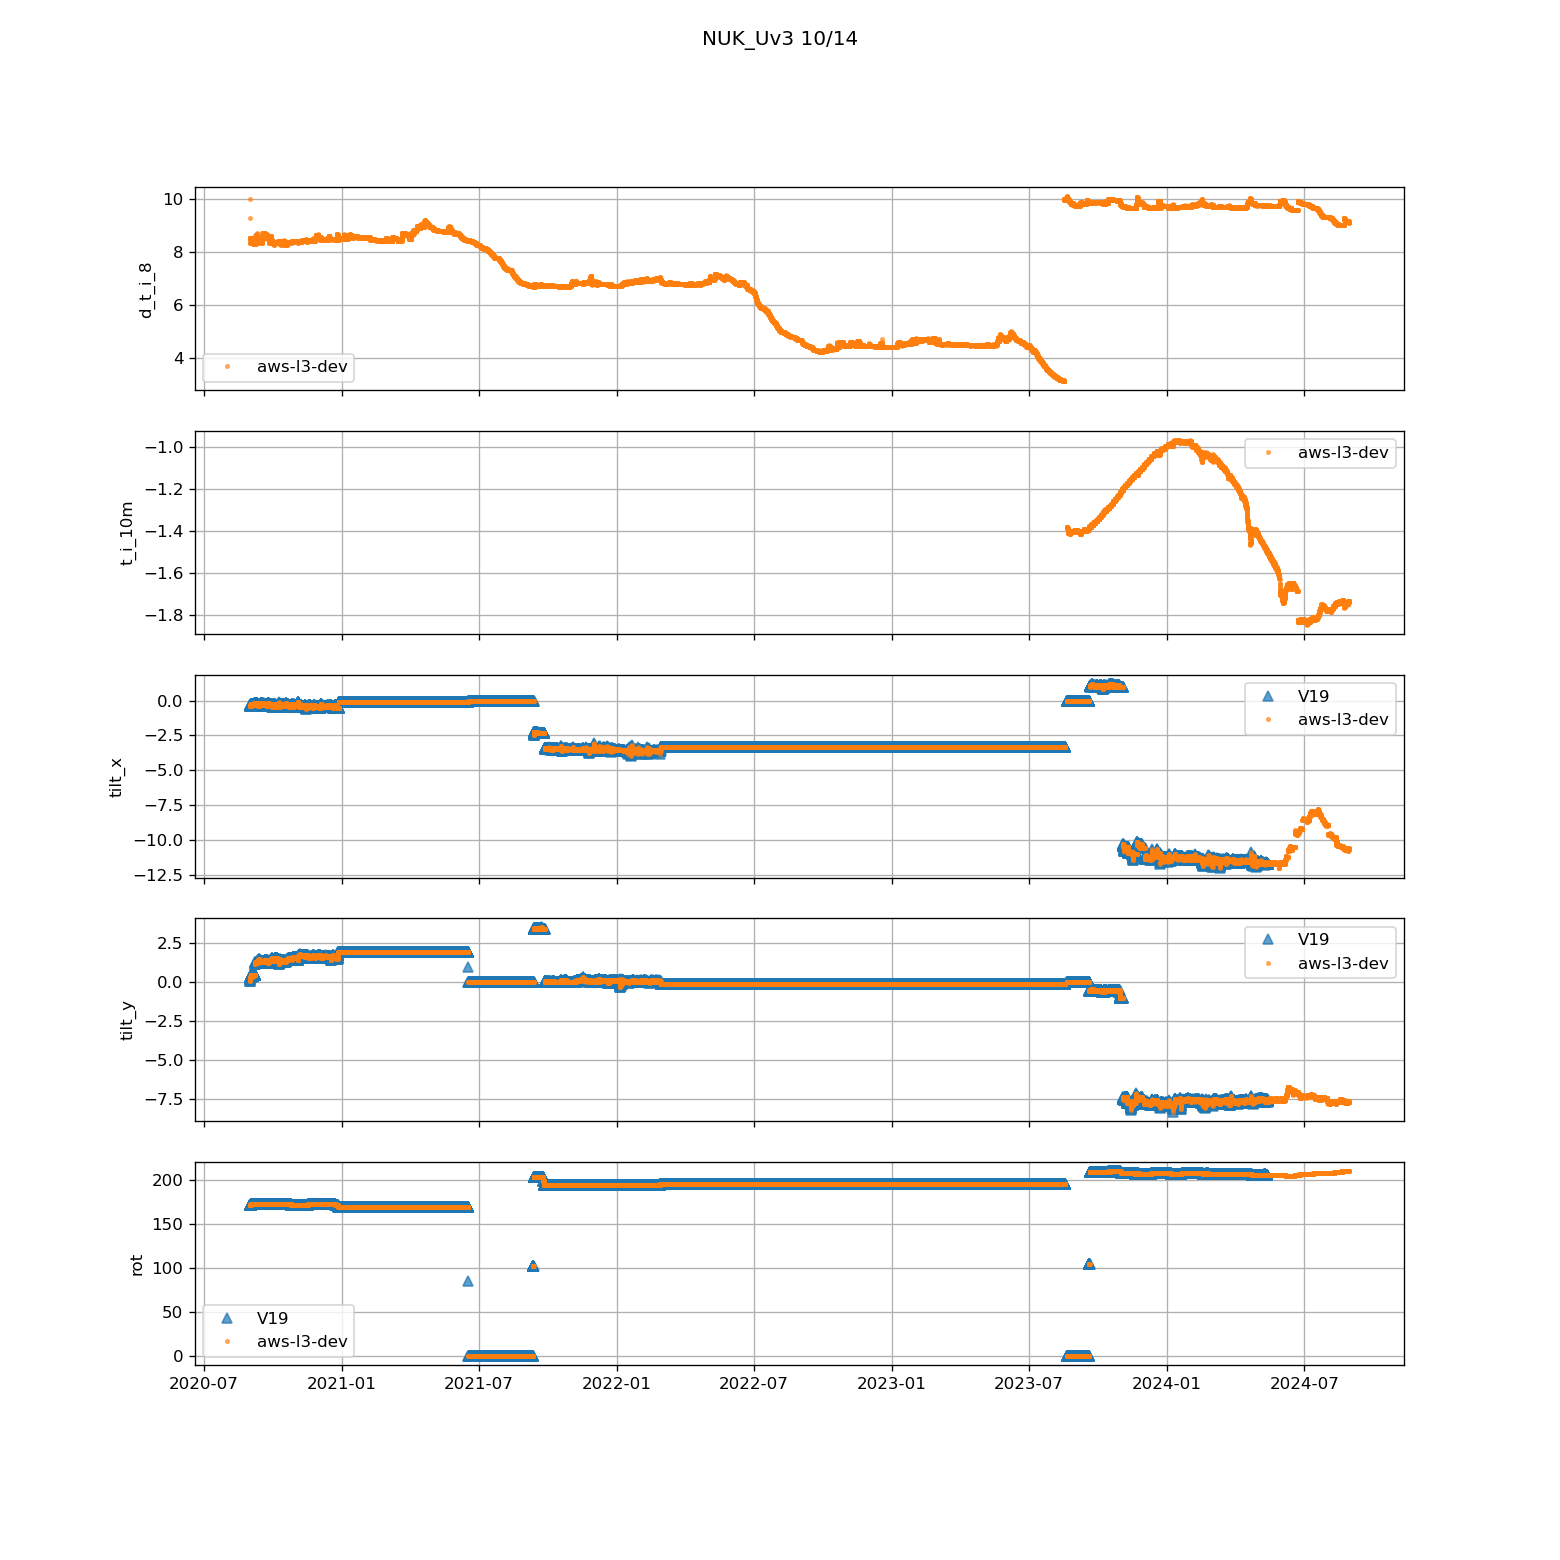 NUK_Uv3 10/14
10
8
6
4
d_t_i_8
aws-l3-dev
−1.0
−1.2
−1.4
−1.6
−1.8
t_i_10m
aws-l3-dev
0.0
−2.5
−5.0
−7.5
−10.0
−12.5
tilt_x
V19
aws-l3-dev
2.5
0.0
−2.5
−5.0
−7.5
tilt_y
V19
aws-l3-dev
200
150
100
50
0
rot
V19
aws-l3-dev
2020-07 2021-01 2021-07 2022-01 2022-07 2023-01 2023-07 2024-01 2024-07